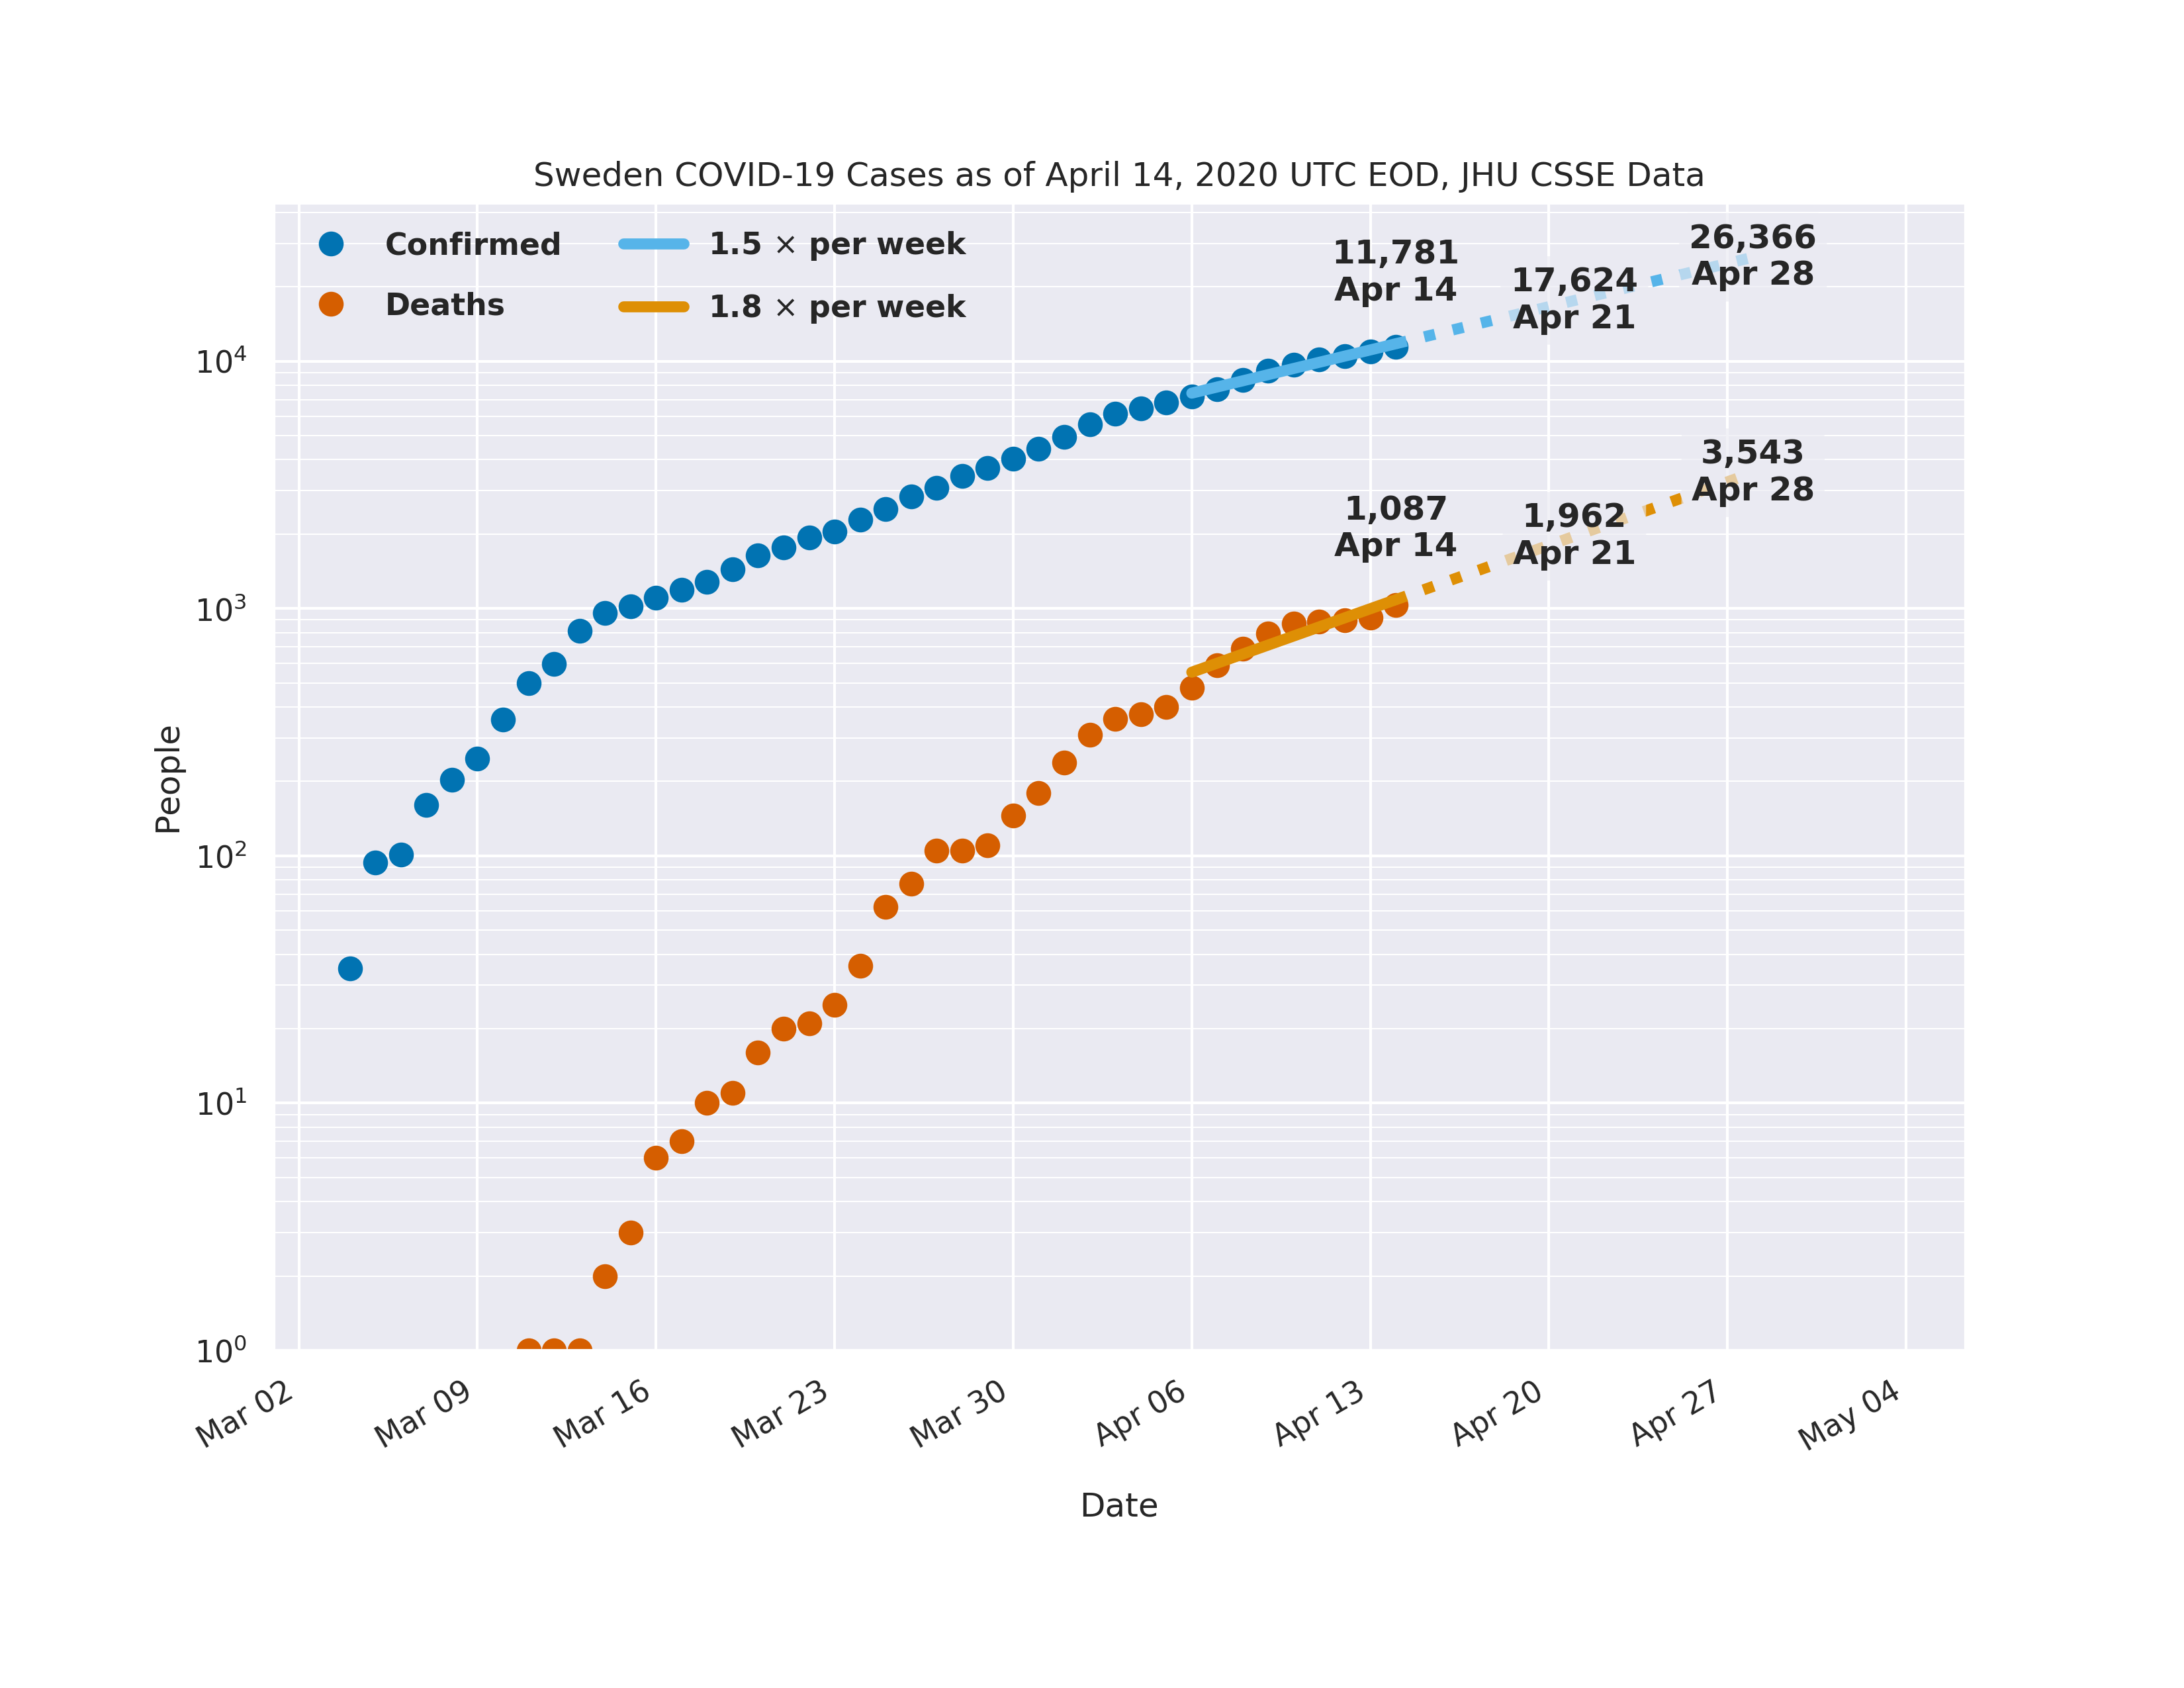 Sweden COVID-19 Cases as of April 14, 2020 UTC EOD, JHU CSSE Data
Confirmed
Deaths
1.5 × per week
1.8 × per week
11,781
Apr 14
17,624
Apr 21
26,366
Apr 28
1,087
Apr 14
1,962
Apr 21
3,543
Apr 28
People
10⁴
10³
10²
10¹
10⁰
Mar 02
Mar 09
Mar 16
Mar 23
Mar 30
Apr 06
Apr 13
Apr 20
Apr 27
May 04
Date